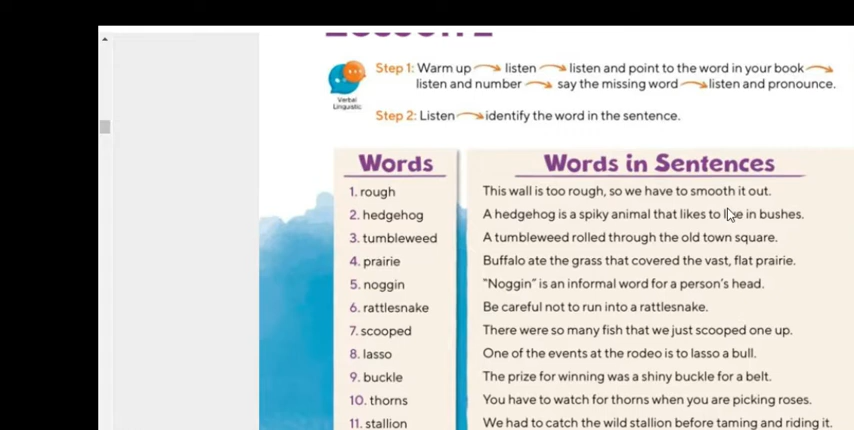 Step 1: Warm up listen listen and point to the word in your book
listen and number say the missing word listen and pronounce.
Verbal
Linguistic
Step 2: Listen identify the word in the sentence.
Words
Words in Sentences
1. rough This wall is too rough, so we have to smooth it out.
2. hedgehog A hedgehog is a spiky animal that likes to live in bushes.
3. tumbleweed A tumbleweed rolled through the old town square.
4. prairie Buffalo ate the grass that covered the vast, flat prairie.
5. noggin "Noggin" is an informal word for a person's head.
6. rattlesnake Be careful not to run into a rattlesnake.
7. scooped There were so many fish that we just scooped one up.
8. lasso One of the events at the rodeo is to lasso a bull.
9. buckle The prize for winning was a shiny buckle for a belt.
10. thorns You have to watch for thorns when you are picking roses.
11. stallion We had to catch the wild stallion before taming and riding it.